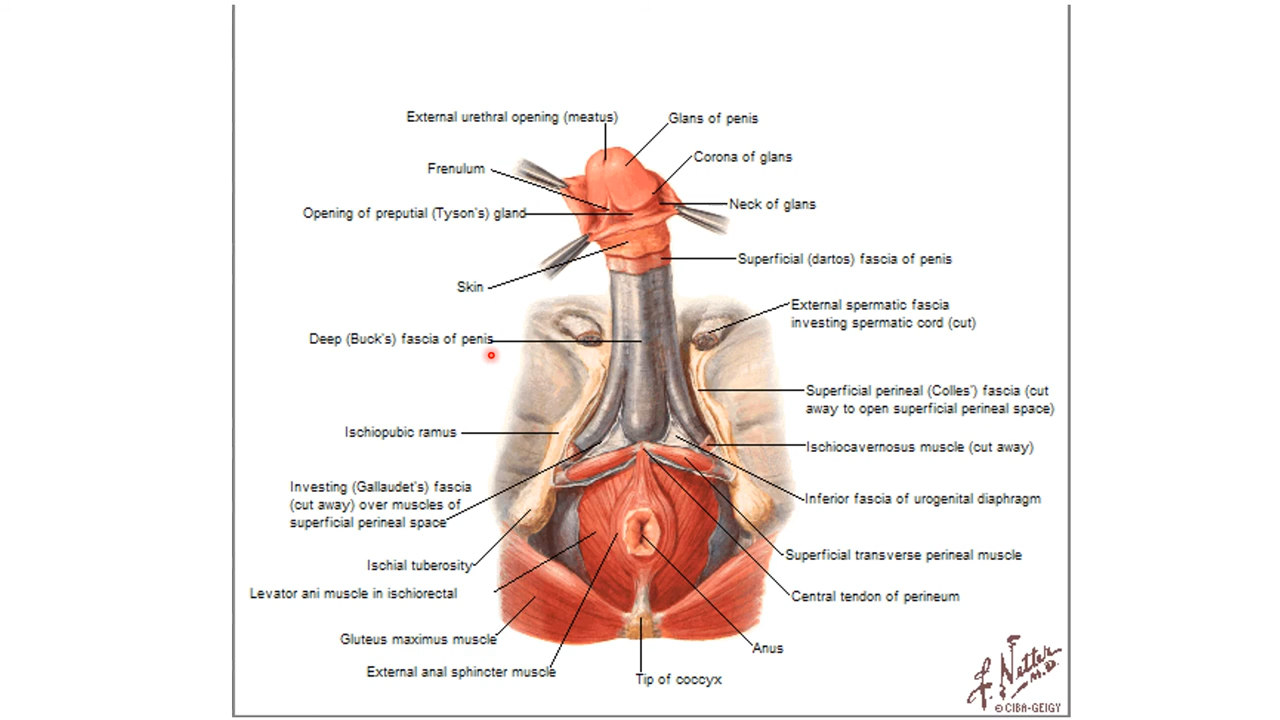 External urethral opening (meatus)
Glans of penis
Corona of glans
Frenulum
Neck of glans
Opening of preputial (Tyson's) gland
Superficial (dartos) fascia of penis
Skin
External spermatic fascia
investing spermatic cord (cut)
Deep (Buck's) fascia of penis
Superficial perineal (Colles') fascia (cut
away to open superficial perineal space)
Ischiopubic ramus
Ischiocavernosus muscle (cut away)
Investing (Gallaudet's) fascia
(cut away) over muscles of
superficial perineal space
Inferior fascia of urogenital diaphragm
Superficial transverse perineal muscle
Ischial tuberosity
Levator ani muscle in ischiorectal
Central tendon of perineum
Gluteus maximus muscle
Anus
External anal sphincter muscle
Tip of coccyx
F. Netter
M.D.
© CIBA-GEIGY